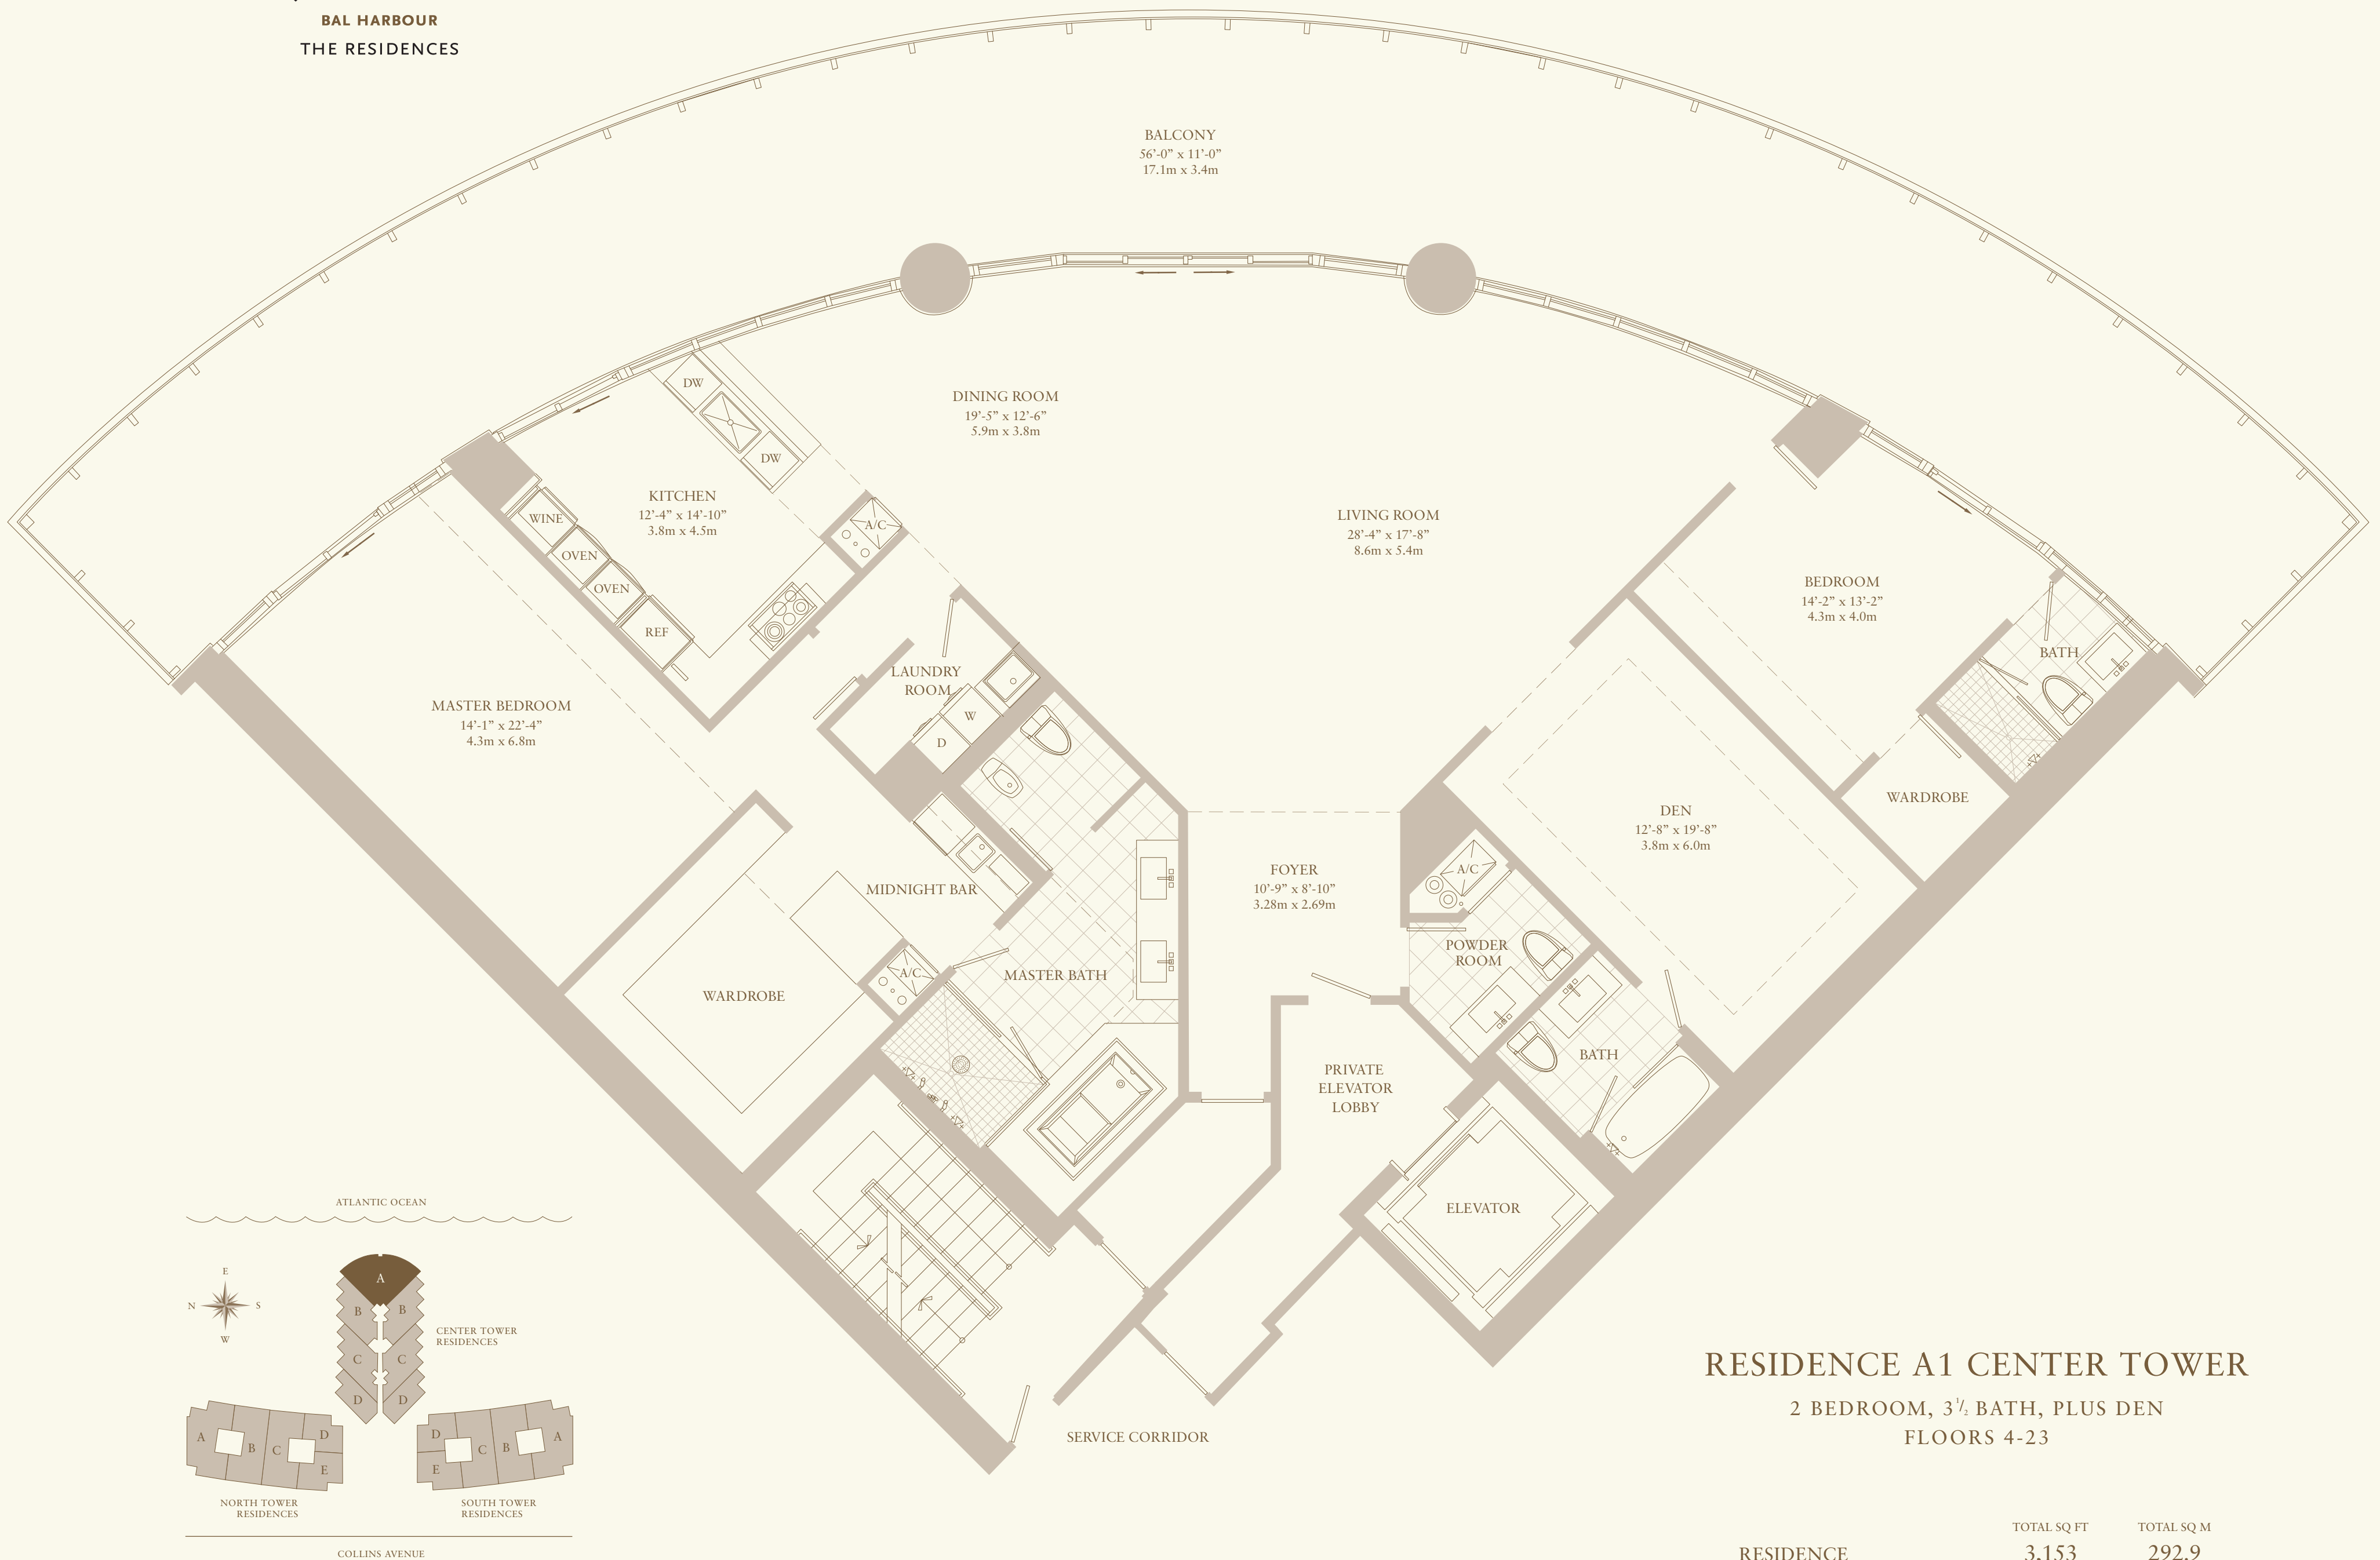 BAL HARBOUR
THE RESIDENCES
BALCONY
56’-0” x 11’-0”
17.1m x 3.4m
DINING ROOM
19’-5” x 12’-6”
5.9m x 3.8m
DW
DW
KITCHEN
12’-4” x 14’-10”
3.8m x 4.5m
WINE
OVEN
OVEN
REF
A/C
LIVING ROOM
28’-4” x 17’-8”
8.6m x 5.4m
BEDROOM
14’-2” x 13’-2”
4.3m x 4.0m
BATH
WARDROBE
LAUNDRY
ROOM
W
D
MASTER BEDROOM
14’-1” x 22’-4”
4.3m x 6.8m
DEN
12’-8” x 19’-8”
3.8m x 6.0m
MIDNIGHT BAR
FOYER
10’-9” x 8’-10”
3.28m x 2.69m
A/C
POWDER
ROOM
MASTER BATH
A/C
WARDROBE
BATH
PRIVATE
ELEVATOR
LOBBY
ELEVATOR
SERVICE CORRIDOR
ATLANTIC OCEAN
E
N
S
W
A
B
B
C
C
D
D
CENTER TOWER
RESIDENCES
A
B
C
D
E
D
E
C
B
A
NORTH TOWER
RESIDENCES
SOUTH TOWER
RESIDENCES
COLLINS AVENUE
RESIDENCE A1 CENTER TOWER
2 BEDROOM, 3 1/2 BATH, PLUS DEN
FLOORS 4-23
TOTAL SQ FT TOTAL SQ M
RESIDENCE 3,153 292.9